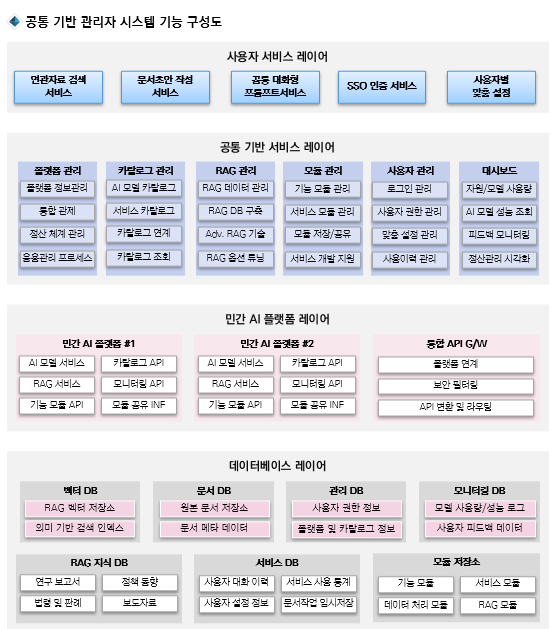 공통 기반 관리자 시스템 기능 구성도
사용자 서비스 레이어
연관자료 검색
서비스
문서초안 작성
서비스
공통 대화형
프롬프트서비스
SSO 인증 서비스
사용자별
맞춤 설정
공통 기반 서비스 레이어
플랫폼 관리
플랫폼 정보관리
통합 관제
정산 체계 관리
응용관리 프로세스
카탈로그 관리
AI 모델 카탈로그
서비스 카탈로그
카탈로그 연계
카탈로그 조회
RAG 관리
RAG 데이터 관리
RAG DB 구축
Adv. RAG 기술
RAG 옵션 튜닝
모듈 관리
기능 모듈 관리
서비스 모듈 관리
모듈 저장/공유
서비스 개발 지원
사용자 관리
로그인 관리
사용자 권한 관리
맞춤 설정 관리
사용이력 관리
대시보드
자원/모델 사용량
AI 모델 성능 조회
피드백 모니터링
정산관리 시각화
민간 AI 플랫폼 레이어
민간 AI 플랫폼 #1
AI 모델 서비스
카탈로그 API
RAG 서비스
모니터링 API
기능 모듈 API
모듈 공유 INF
민간 AI 플랫폼 #2
AI 모델 서비스
카탈로그 API
RAG 서비스
모니터링 API
기능 모듈 API
모듈 공유 INF
통합 API G/W
플랫폼 연계
보안 필터링
API 변환 및 라우팅
데이터베이스 레이어
벡터 DB
RAG 벡터 저장소
의미 기반 검색 인덱스
문서 DB
원본 문서 저장소
문서 메타 데이터
관리 DB
사용자 권한 정보
플랫폼 및 카탈로그 정보
모니터링 DB
모델 사용량/성능 로그
사용자 피드백 데이터
RAG 지식 DB
연구 보고서
정책 동향
법령 및 판례
보도자료
서비스 DB
사용자 대화 이력
서비스 사용 통계
사용자 설정 정보
문서작업 임시저장
모듈 저장소
기능 모듈
서비스 모듈
데이터 처리 모듈
RAG 모듈